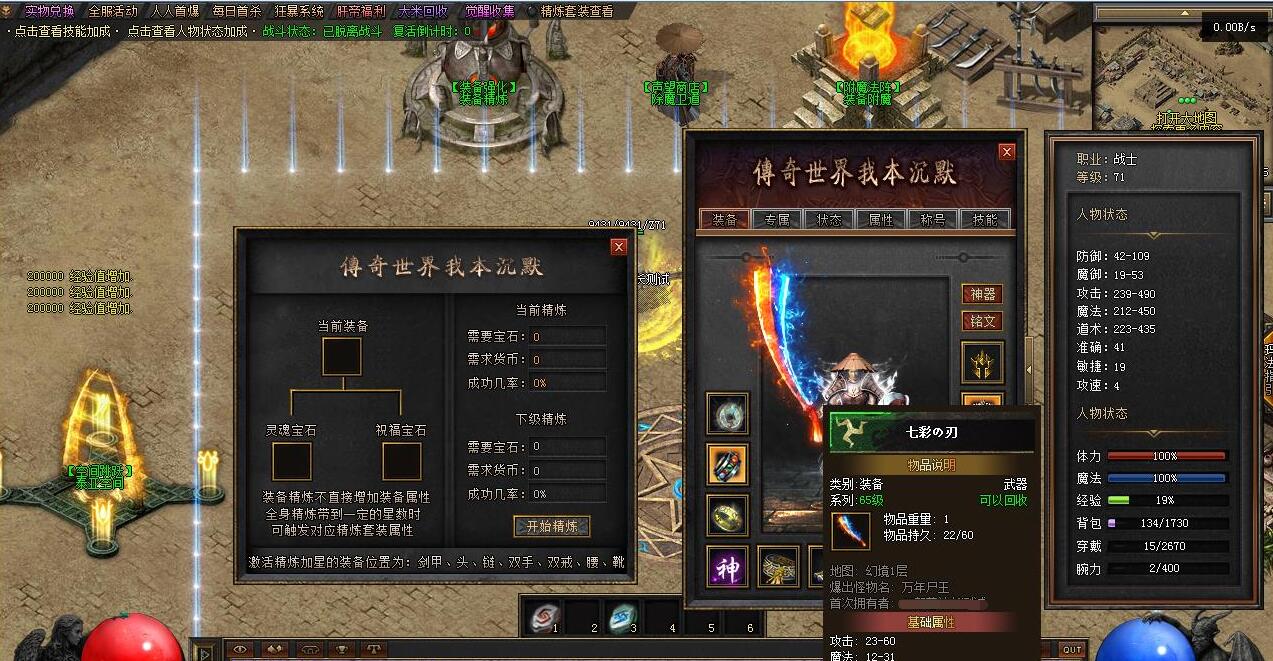 实物兑换 全服活动 人人首爆 每日首杀 狂暴系统 肝帝福利 大米回收 觉醒收集 精炼套装查看
·点击查看技能加成· 点击查看人物状态加成· 战斗状态：已脱离战斗 复活倒计时：0
0.00B/s
【装备强化】
装备精炼
【声望商店】
除魔卫道
【附魔法阵】
装备附魔
打开大地图
200000 经验值增加.
200000 经验值增加.
200000 经验值增加.
【空间跳跃】
傳奇世界我本沉默
当前装备
灵魂宝石
祝福宝石
装备精炼不直接增加装备属性
全身精炼带到一定的星数时
可触发对应精炼套装属性
当前精炼
需要宝石：0
需求货币：0
成功几率：0%
下级精炼
需要宝石：0
需求货币：0
成功几率：0%
开始精炼
激活精炼加星的装备位置为：剑甲、头、链、双手、双戒、腰、靴
傳奇世界我本沉默
装备 专属 状态 属性 称号 技能
神器
铭文
神
七彩の刃
物品说明
类别:装备 武器
系列:65级 可以回收
物品重量：1
物品持久：22/60
地图：幻境1层
爆出怪物名：万年尸王
首次拥有者：
基础属性
攻击：23-60
魔法：12-31
职业：战士
等级：71
人物状态
防御：42-109
魔御：19-53
攻击：239-490
魔法：212-450
道术：223-435
准确：41
敏捷：19
攻速：4
人物状态
体力 100%
魔法 100%
经验 19%
背包 134/1730
穿戴 15/2670
腕力 2/400
1 2 3 4 5 6
OUT